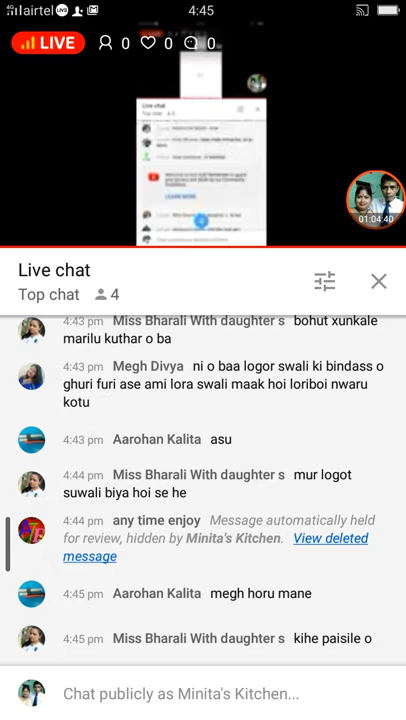 4G airtel LIVE 4:45
LIVE 0 0 0
Live chat
01:04:40
Live chat
Top chat 4
4:43 pm Miss Bharali With daughter s bohut xunkale
marilu kuthar o ba
4:43 pm Megh Divya ni o baa logor swali ki bindass o
ghuri furi ase ami lora swali maak hoi loriboi nwaru
kotu
4:43 pm Aarohan Kalita asu
4:44 pm Miss Bharali With daughter s mur logot
suwali biya hoi se he
4:44 pm any time enjoy Message automatically held
for review, hidden by Minita's Kitchen. View deleted
message
4:45 pm Aarohan Kalita megh horu mane
4:45 pm Miss Bharali With daughter s kihe paisile o
Chat publicly as Minita's Kitchen...